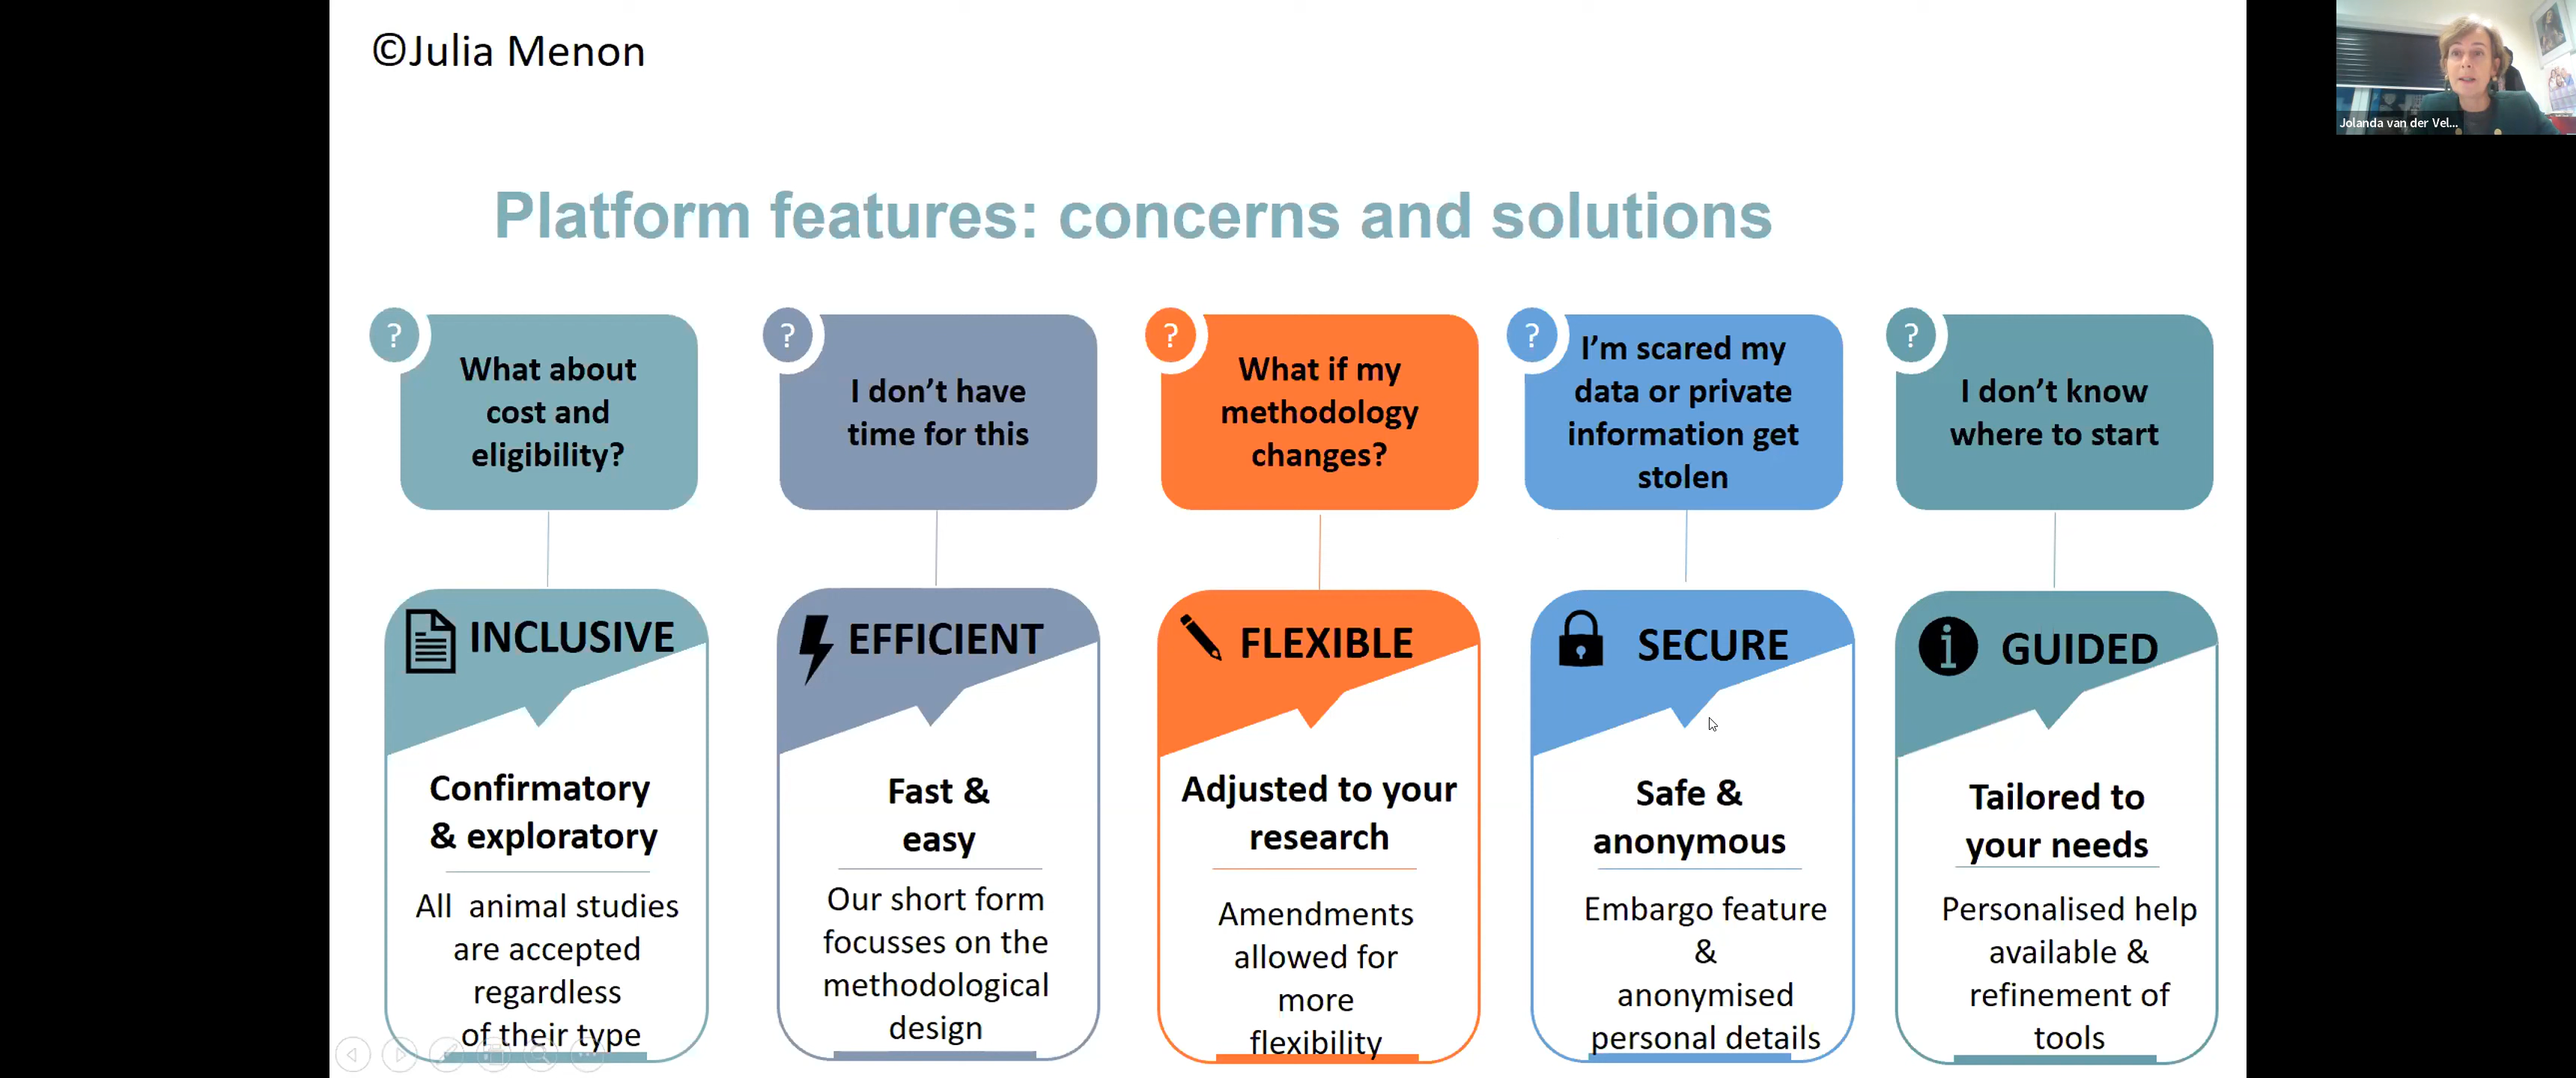 ©Julia Menon
Jolanda van der Vel...
Platform features: concerns and solutions
?
What about
cost and
eligibility?
?
I don't have
time for this
?
What if my
methodology
changes?
?
I'm scared my
data or private
information get
stolen
?
I don't know
where to start
INCLUSIVE
Confirmatory
& exploratory
All animal studies
are accepted
regardless
of their type
EFFICIENT
Fast &
easy
Our short form
focusses on the
methodological
design
FLEXIBLE
Adjusted to your
research
Amendments
allowed for
more
flexibility
SECURE
Safe &
anonymous
Embargo feature
&
anonymised
personal details
GUIDED
Tailored to
your needs
Personalised help
available &
refinement of
tools